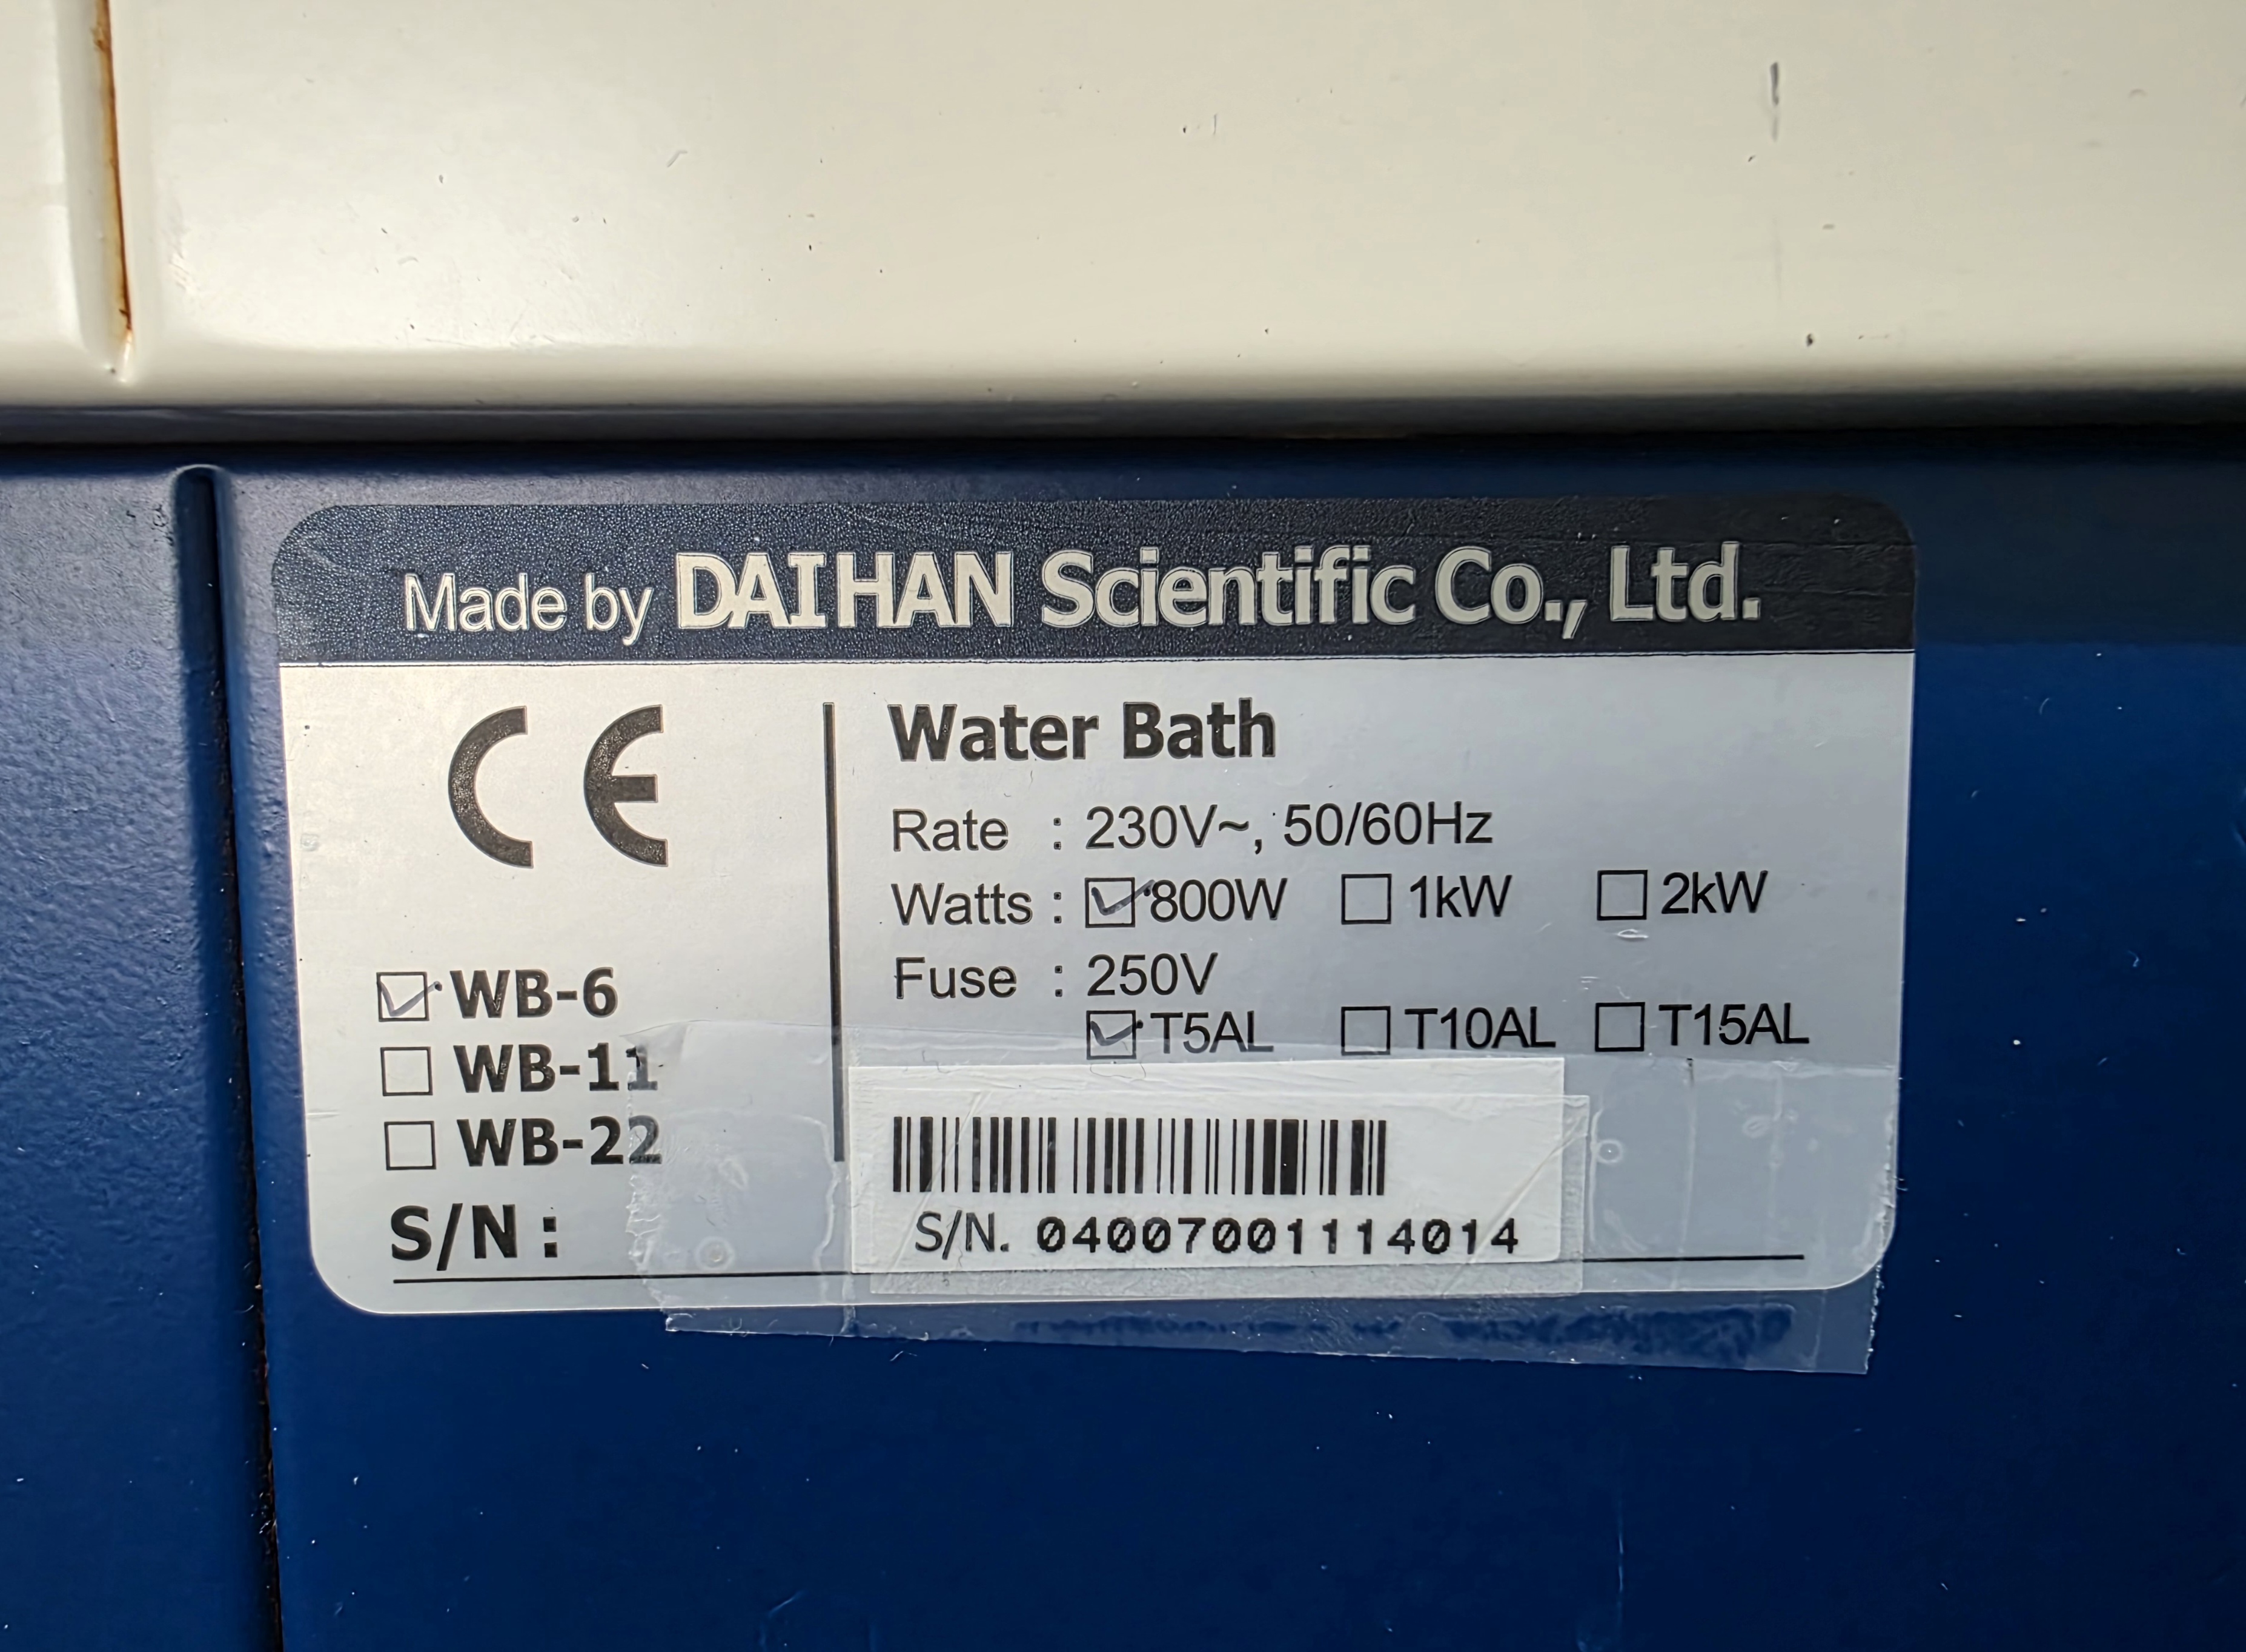 Made by DAIHAN Scientific Co., Ltd.
CE
Water Bath
Rate : 230V~, 50/60Hz
Watts : ☑ 800W ☐ 1kW ☐ 2kW
Fuse : 250V
☑ T5AL ☐ T10AL ☐ T15AL
☑ WB-6
☐ WB-11
☐ WB-22
S/N :
S/N. 04007001114014